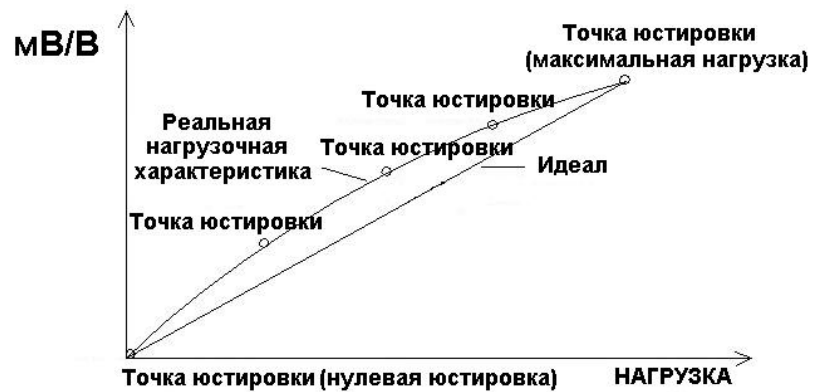 мВ/В
Точка юстировки
(максимальная нагрузка)
Точка юстировки
Реальная
нагрузочная
характеристика
Точка юстировки
Идеал
Точка юстировки
Точка юстировки (нулевая юстировка)
НАГРУЗКА